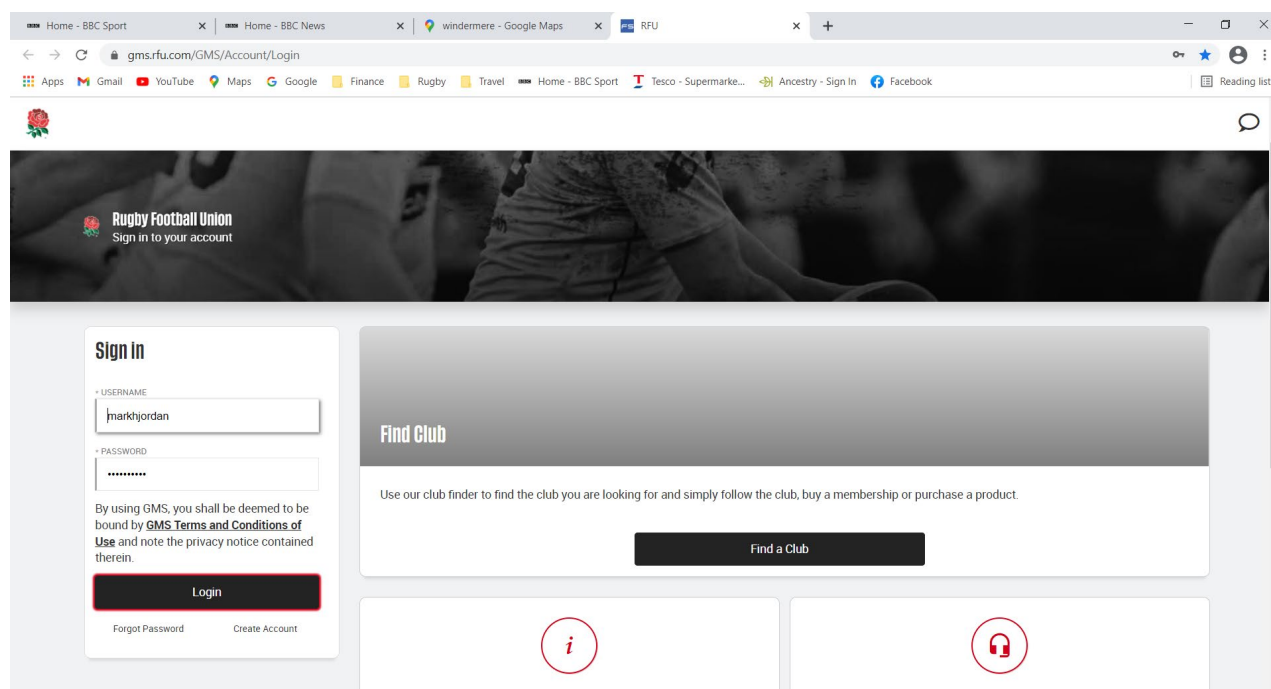 Home - BBC Sport
Home - BBC News
windermere - Google Maps
RFU
gms.rfu.com/GMS/Account/Login
Apps Gmail YouTube Maps Google Finance Rugby Travel Home - BBC Sport Tesco - Supermarke... Ancestry - Sign In Facebook Reading list
Rugby Football Union
Sign in to your account
Sign in
* USERNAME
markhjordan
* PASSWORD
••••••••••
By using GMS, you shall be deemed to be
bound by GMS Terms and Conditions of
Use and note the privacy notice contained
therein.
Login
Forgot Password Create Account
Find Club
Use our club finder to find the club you are looking for and simply follow the club, buy a membership or purchase a product.
Find a Club
i